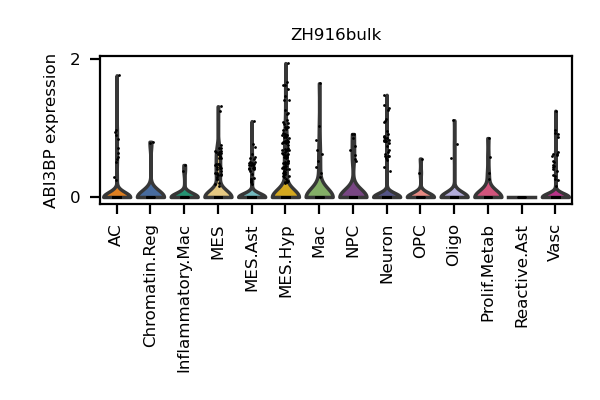 ZH916bulk
ABI3BP expression
2
0
AC
Chromatin.Reg
Inflammatory.Mac
MES
MES.Ast
MES.Hyp
Mac
NPC
Neuron
OPC
Oligo
Prolif.Metab
Reactive.Ast
Vasc